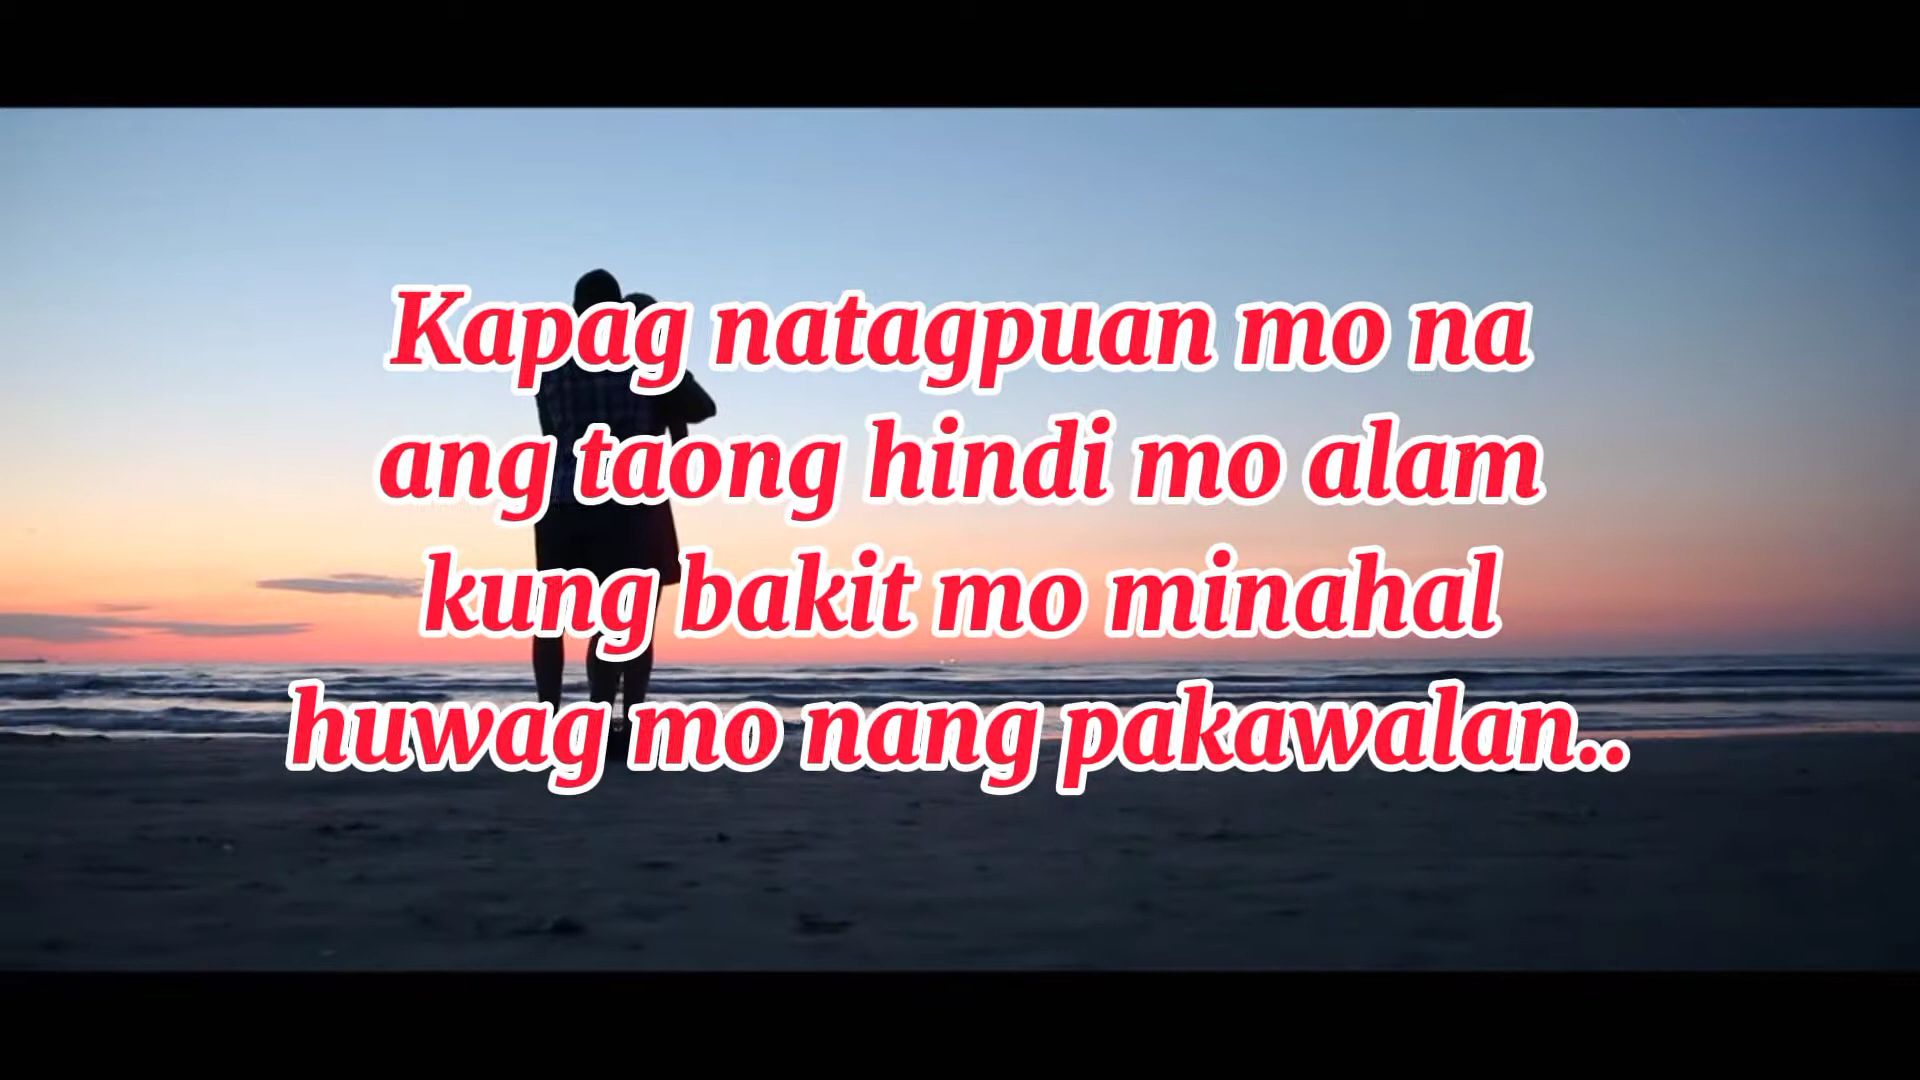 Kapag natagpuan mo na
ang taong hindi mo alam
kung bakit mo minahal
huwag mo nang pakawalan..